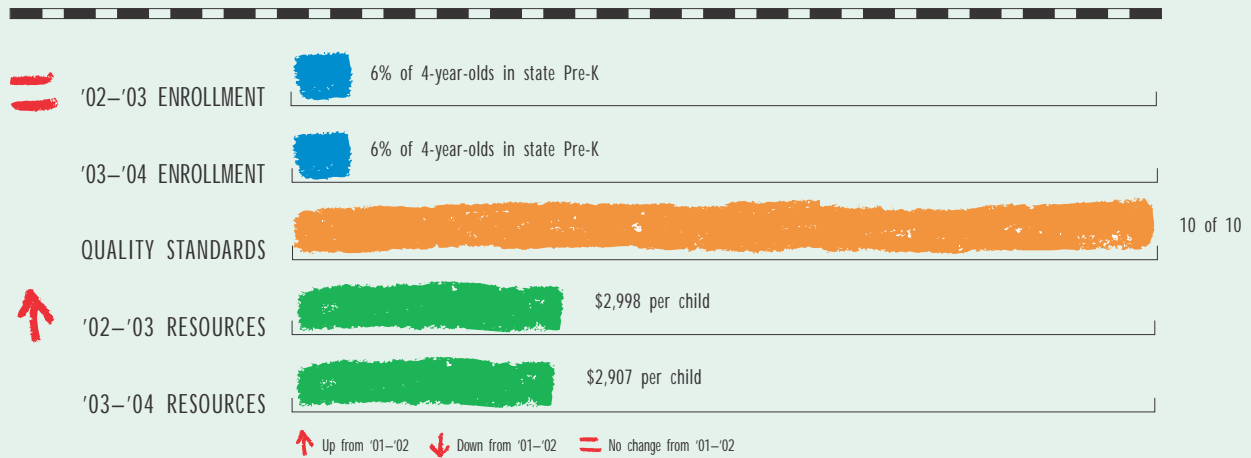 '02–'03 ENROLLMENT 6% of 4-year-olds in state Pre-K
'03–'04 ENROLLMENT 6% of 4-year-olds in state Pre-K
QUALITY STANDARDS 10 of 10
'02–'03 RESOURCES $2,998 per child
'03–'04 RESOURCES $2,907 per child
Up from '01–'02 Down from '01–'02 No change from '01–'02